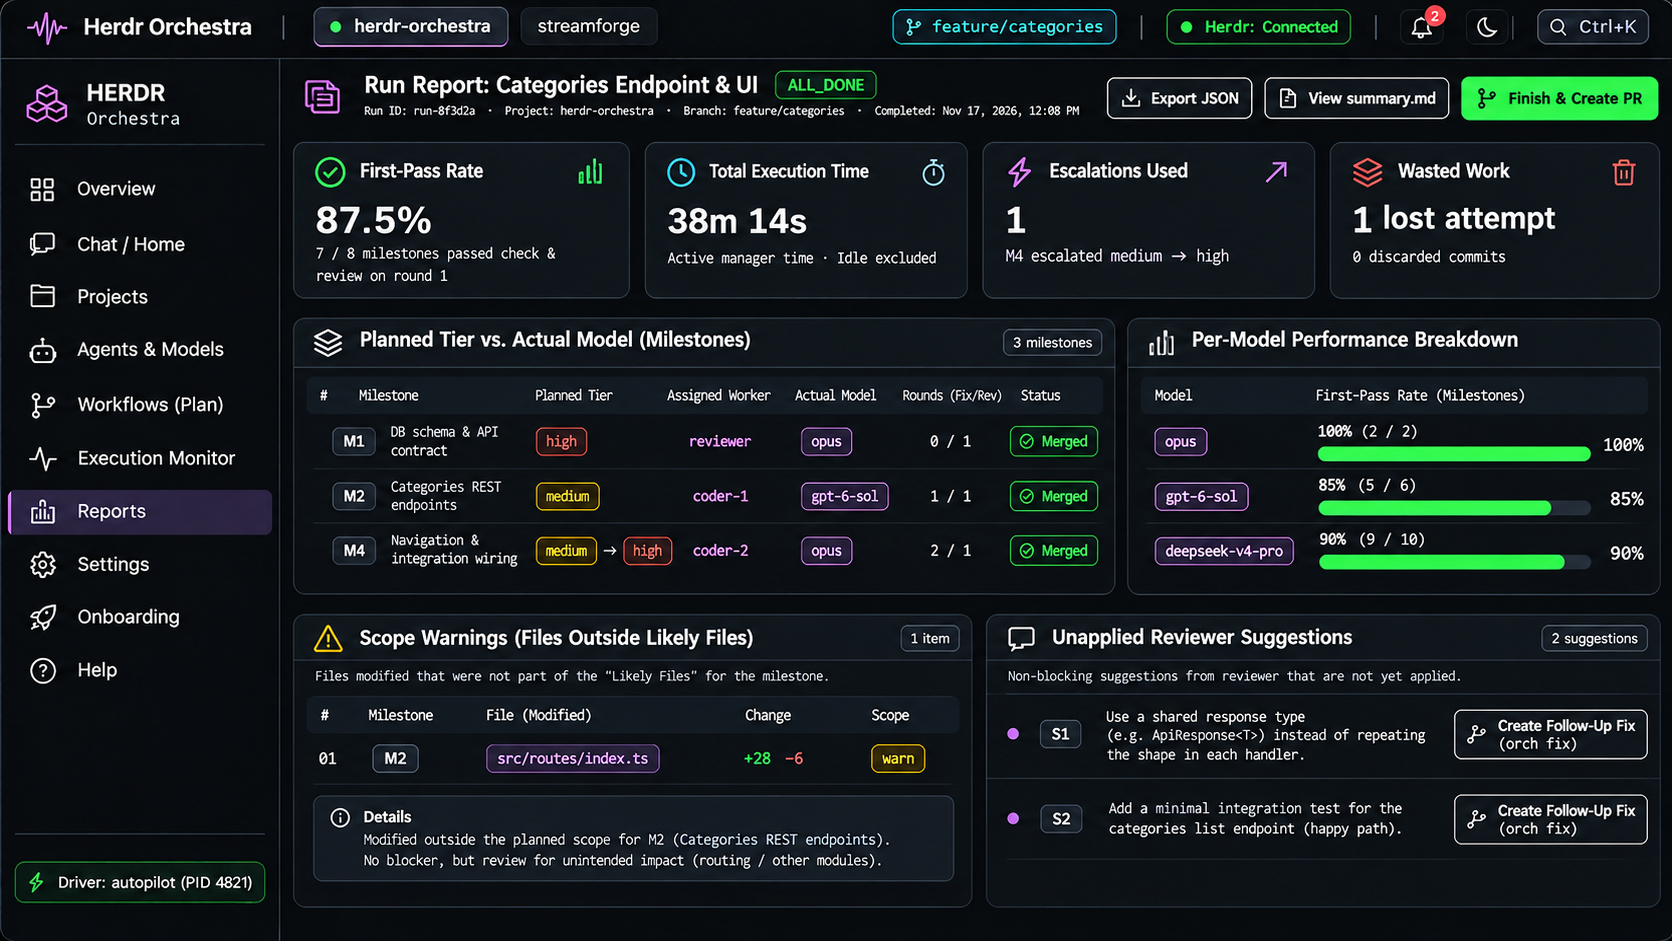 Herdr Orchestra
herdr-orchestra
streamforge
feature/categories
Herdr: Connected
2
Ctrl+K
HERDR
Orchestra
Overview
Chat / Home
Projects
Agents & Models
Workflows (Plan)
Execution Monitor
Reports
Settings
Onboarding
Help
Driver: autopilot (PID 4821)
Run Report: Categories Endpoint & UI
ALL_DONE
Run ID: run-8f3d2a · Project: herdr-orchestra · Branch: feature/categories · Completed: Nov 17, 2026, 12:08 PM
Export JSON
View summary.md
Finish & Create PR
First-Pass Rate
87.5%
7 / 8 milestones passed check &
review on round 1
Total Execution Time
38m 14s
Active manager time · Idle excluded
Escalations Used
1
M4 escalated medium → high
Wasted Work
1 lost attempt
0 discarded commits
Planned Tier vs. Actual Model (Milestones)
3 milestones
# Milestone Planned Tier Assigned Worker Actual Model Rounds (Fix/Rev) Status
M1 DB schema & API
contract
high reviewer opus 0 / 1 Merged
M2 Categories REST
endpoints
medium coder-1 gpt-6-sol 1 / 1 Merged
M4 Navigation &
integration wiring
medium → high coder-2 opus 2 / 1 Merged
Per-Model Performance Breakdown
Model First-Pass Rate (Milestones)
opus 100% (2 / 2) 100%
gpt-6-sol 85% (5 / 6) 85%
deepseek-v4-pro 90% (9 / 10) 90%
Scope Warnings (Files Outside Likely Files)
1 item
Files modified that were not part of the "Likely Files" for the milestone.
# Milestone File (Modified) Change Scope
01 M2 src/routes/index.ts +28 −6 warn
Details
Modified outside the planned scope for M2 (Categories REST endpoints).
No blocker, but review for unintended impact (routing / other modules).
Unapplied Reviewer Suggestions
2 suggestions
Non-blocking suggestions from reviewer that are not yet applied.
S1
Use a shared response type
(e.g. ApiResponse<T>) instead of repeating
the shape in each handler.
Create Follow-Up Fix
(orch fix)
S2
Add a minimal integration test for the
categories list endpoint (happy path).
Create Follow-Up Fix
(orch fix)